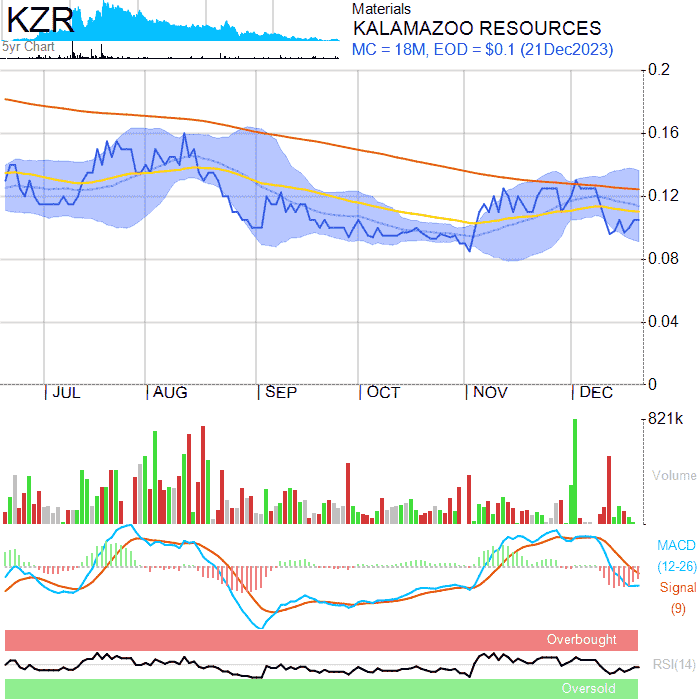 KZR
5yr Chart
Materials
KALAMAZOO RESOURCES
MC = 18M, EOD = $0.1 (21Dec2023)
0.2
0.16
0.12
0.08
0.04
0
JUL AUG SEP OCT NOV DEC
821k
Volume
MACD
(12-26)
Signal
(9)
Overbought
RSI(14)
Oversold